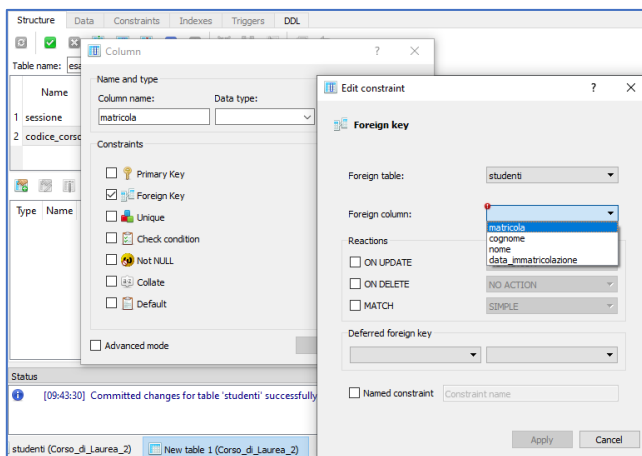 Structure Data Constraints Indexes Triggers DDL
Column ? ×
Table name: esa
Name
1 sessione
2 codice_corso
Type Name
Name and type
Column name: Data type:
matricola
Constraints
Primary Key
Foreign Key
Unique
Check condition
Not NULL
Collate
Default
Advanced mode
Edit constraint ? ×
Foreign key
Foreign table: studenti
Foreign column:
matricola
cognome
nome
data_immatricolazione
Reactions
ON UPDATE
ON DELETE NO ACTION
MATCH SIMPLE
Deferred foreign key
Named constraint Constraint name
Apply Cancel
Status
[09:43:30] Committed changes for table 'studenti' successfully
studenti (Corso_di_Laurea_2) New table 1 (Corso_di_Laurea_2)